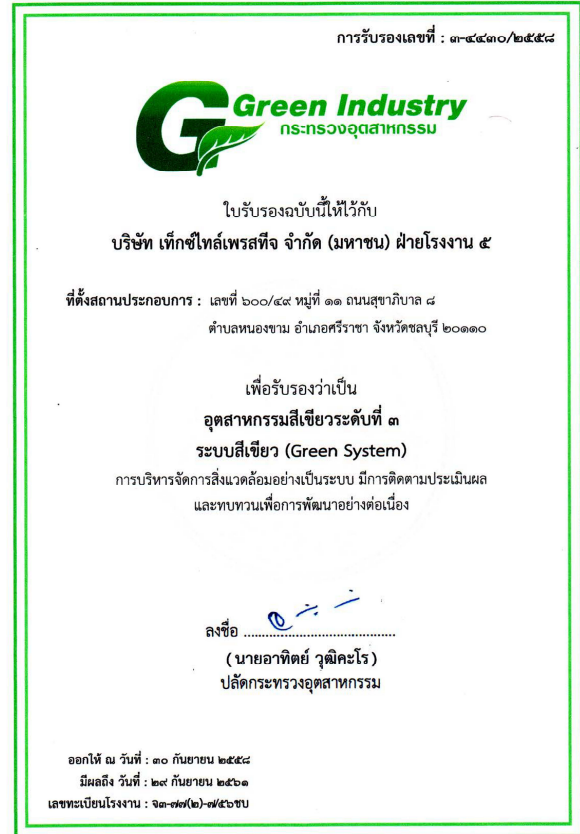 การรับรองเลขที่ : ๓-๔๔๓๐/๒๕๕๘
Green Industry
กระทรวงอุตสาหกรรม
ใบรับรองฉบับนี้ให้ไว้กับ
บริษัท เท็กซ์ไทล์เพรสทีจ จำกัด (มหาชน) ฝ่ายโรงงาน ๕
ที่ตั้งสถานประกอบการ : เลขที่ ๖๐๐/๔๙ หมู่ที่ ๑๑ ถนนสุขาภิบาล ๘
ตำบลหนองขาม อำเภอศรีราชา จังหวัดชลบุรี ๒๐๑๑๐
เพื่อรับรองว่าเป็น
อุตสาหกรรมสีเขียวระดับที่ ๓
ระบบสีเขียว (Green System)
การบริหารจัดการสิ่งแวดล้อมอย่างเป็นระบบ มีการติดตามประเมินผล
และทบทวนเพื่อการพัฒนาอย่างต่อเนื่อง
ลงชื่อ ........................................
(นายอาทิตย์ วุฒิคะโร)
ปลัดกระทรวงอุตสาหกรรม
ออกให้ ณ วันที่ : ๓๐ กันยายน ๒๕๕๘
มีผลถึง วันที่ : ๒๙ กันยายน ๒๕๖๑
เลขทะเบียนโรงงาน : จ๓-๗๗(๒)-๗/๕๖ชบ